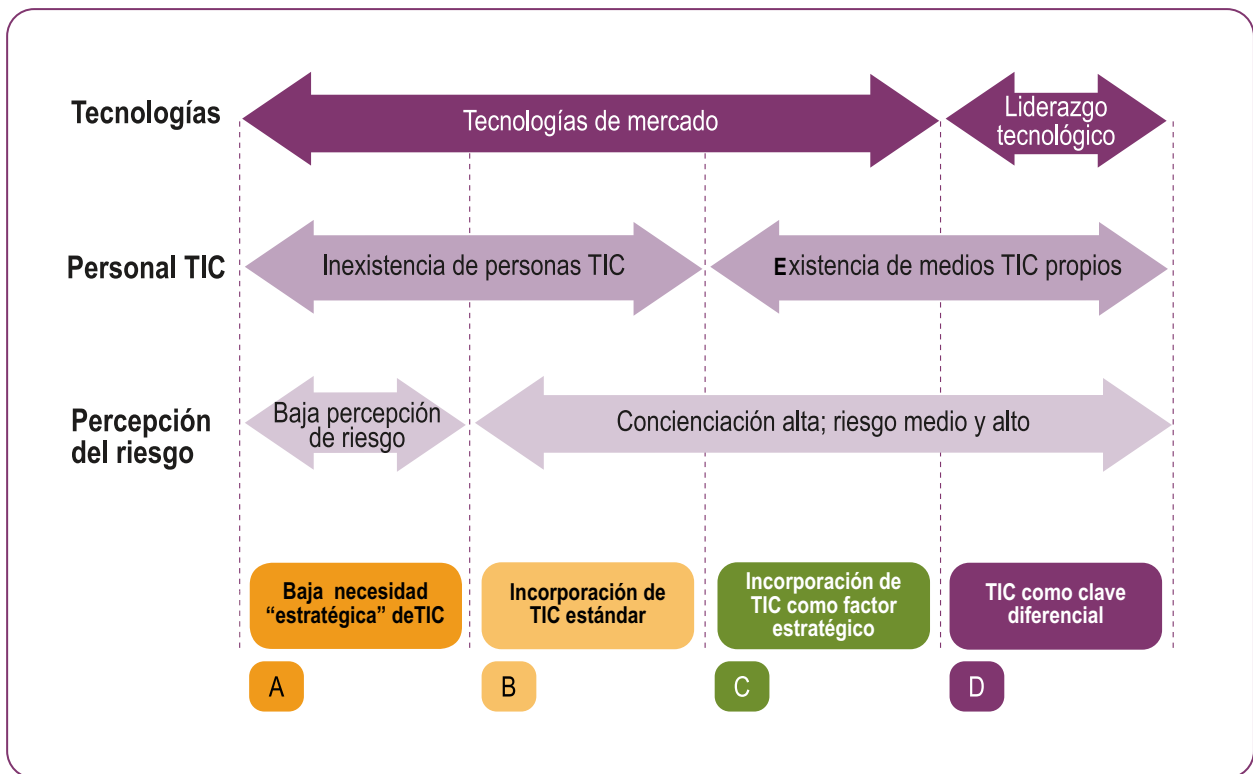 Tecnologías
Tecnologías de mercado
Liderazgo
tecnológico
Personal TIC
Inexistencia de personas TIC
Existencia de medios TIC propios
Percepción
del riesgo
Baja percepción
de riesgo
Concienciación alta; riesgo medio y alto
Baja necesidad
“estratégica” deTIC
Incorporación de
TIC estándar
Incorporación de
TIC como factor
estratégico
TIC como clave
diferencial
A
B
C
D